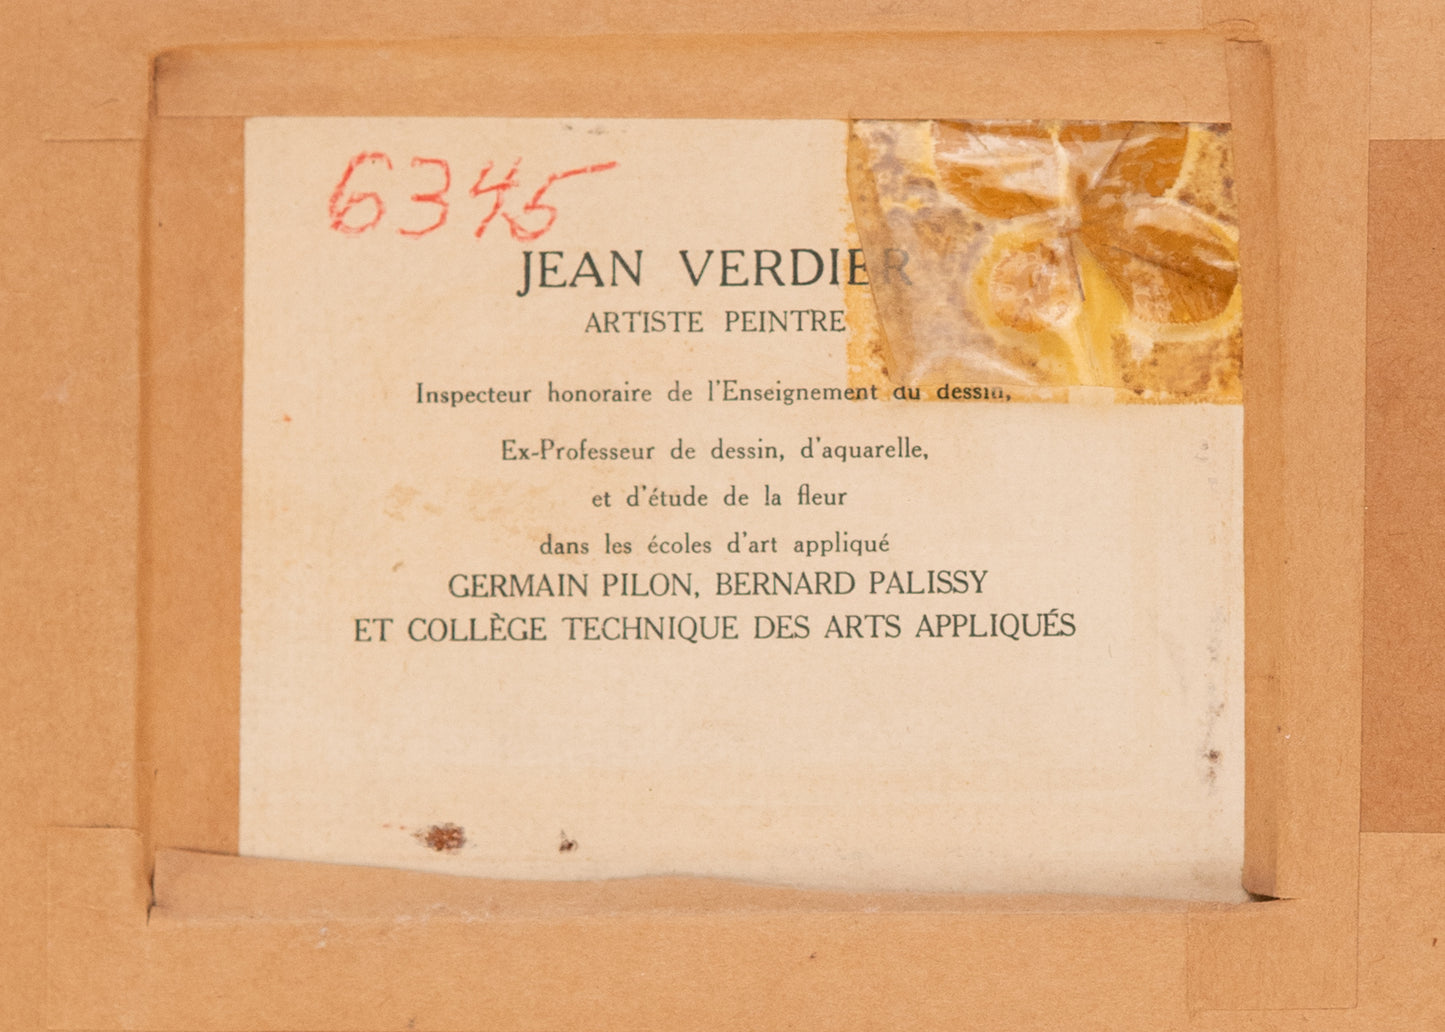 6345
JEAN VERDIER
ARTISTE PEINTRE
Inspecteur honoraire de l'Enseignement du dessin,
Ex-Professeur de dessin, d'aquarelle,
et d'étude de la fleur
dans les écoles d'art appliqué
GERMAIN PILON, BERNARD PALISSY
ET COLLÈGE TECHNIQUE DES ARTS APPLIQUÉS